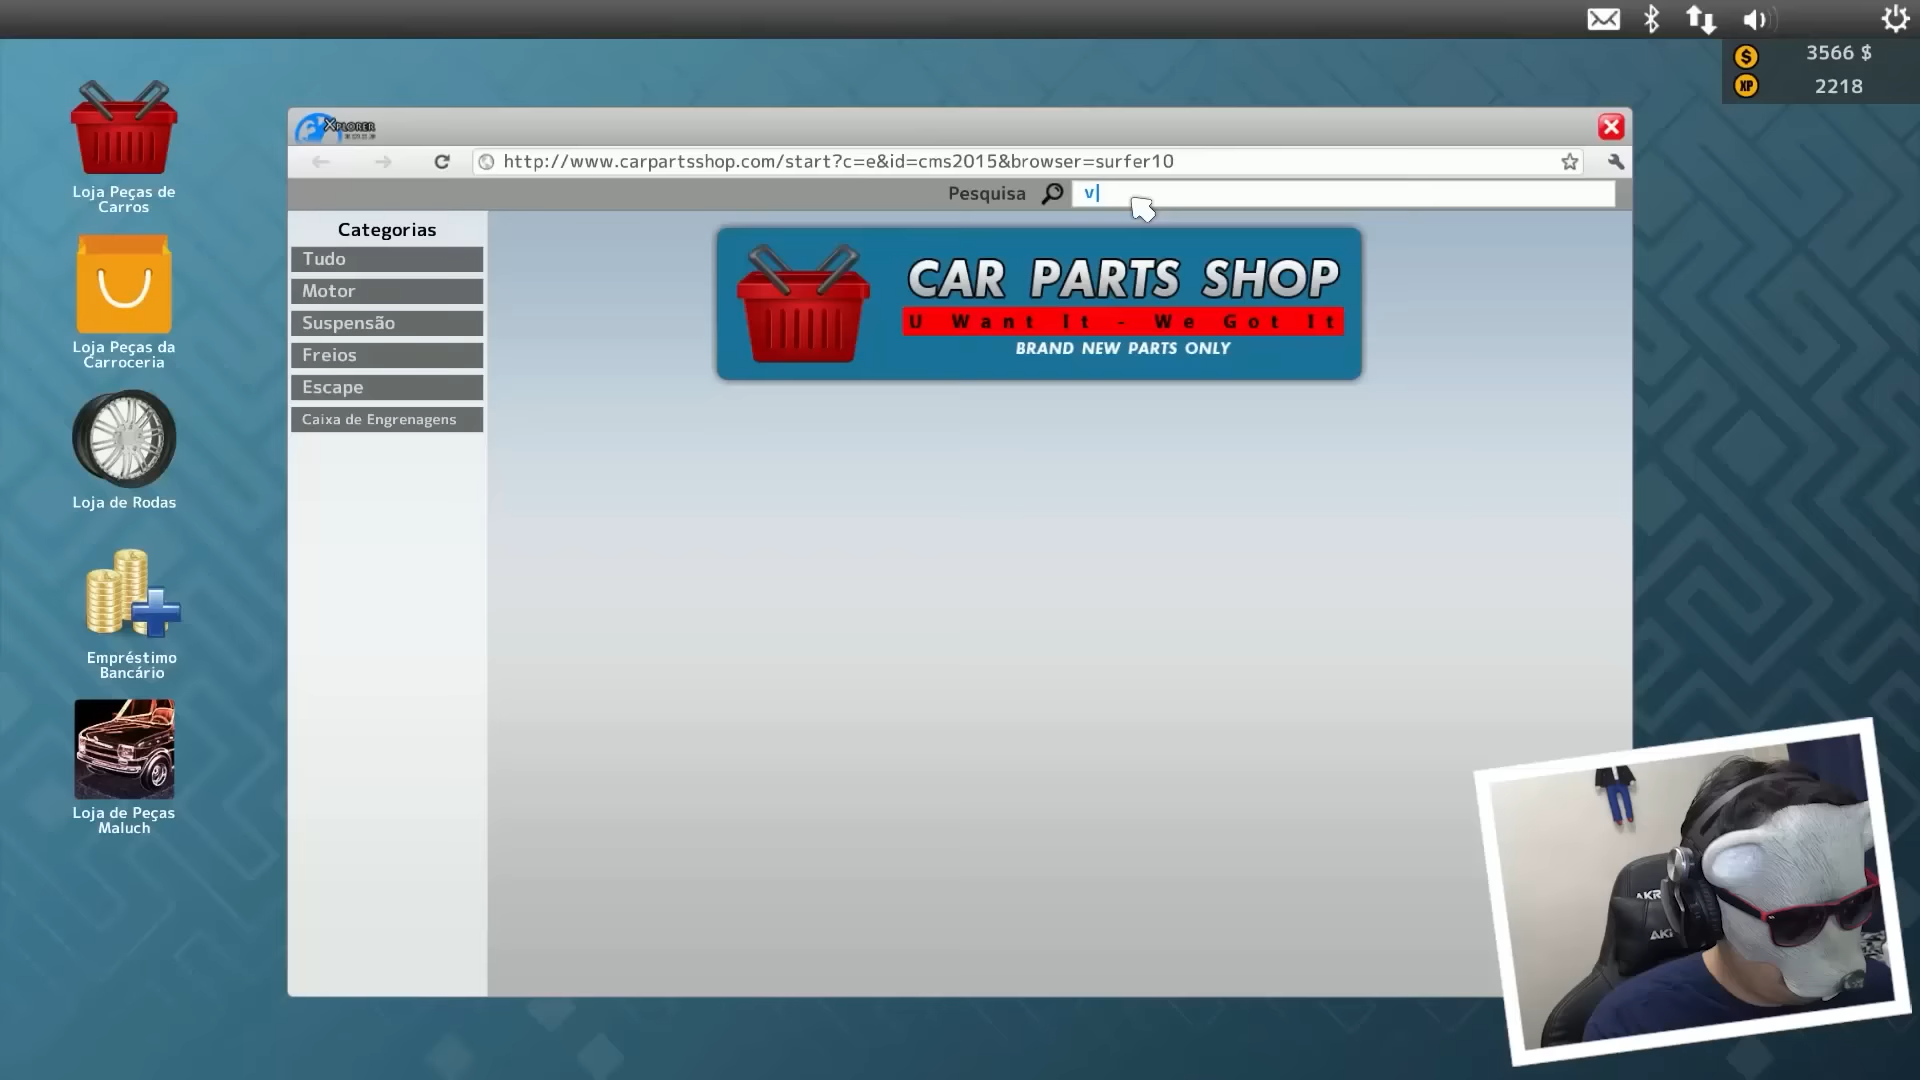 3566 $
XP
2218
Loja Peças de
Carros
Loja Peças da
Carroceria
Loja de Rodas
Empréstimo
Bancário
Loja de Peças
Maluch
XPLORER
http://www.carpartsshop.com/start?c=e&id=cms2015&browser=surfer10
Pesquisa
v
Categorias
Tudo
Motor
Suspensão
Freios
Escape
Caixa de Engrenagens
CAR PARTS SHOP
U Want It - We Got It
BRAND NEW PARTS ONLY